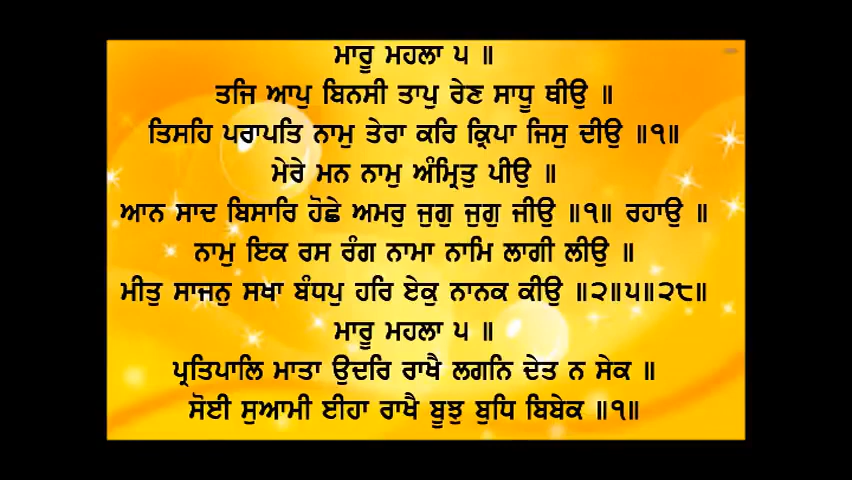 ਮਾਰੂ ਮਹਲਾ ੫ ॥
ਤਜਿ ਆਪੁ ਬਿਨਸੀ ਤਾਪੁ ਰੇਣ ਸਾਧੂ ਥੀਉ ॥
ਤਿਸਹਿ ਪਰਾਪਤਿ ਨਾਮੁ ਤੇਰਾ ਕਰਿ ਕ੍ਰਿਪਾ ਜਿਸੁ ਦੀਉ ॥੧॥
ਮੇਰੇ ਮਨ ਨਾਮੁ ਅੰਮ੍ਰਿਤੁ ਪੀਉ ॥
ਆਨ ਸਾਦ ਬਿਸਾਰਿ ਹੋਛੇ ਅਮਰੁ ਜੁਗੁ ਜੁਗੁ ਜੀਉ ॥੧॥ ਰਹਾਉ ॥
ਨਾਮੁ ਇਕ ਰਸ ਰੰਗ ਨਾਮਾ ਨਾਮਿ ਲਾਗੀ ਲੀਉ ॥
ਮੀਤੁ ਸਾਜਨੁ ਸਖਾ ਬੰਧਪੁ ਹਰਿ ਏਕੁ ਨਾਨਕ ਕੀਉ ॥੨॥੫॥੨੮॥
ਮਾਰੂ ਮਹਲਾ ੫ ॥
ਪ੍ਰਤਿਪਾਲਿ ਮਾਤਾ ਉਦਰਿ ਰਾਖੈ ਲਗਨਿ ਦੇਤ ਨ ਸੇਕ ॥
ਸੋਈ ਸੁਆਮੀ ਈਹਾ ਰਾਖੈ ਬੂਝੁ ਬੁਧਿ ਬਿਬੇਕ ॥੧॥